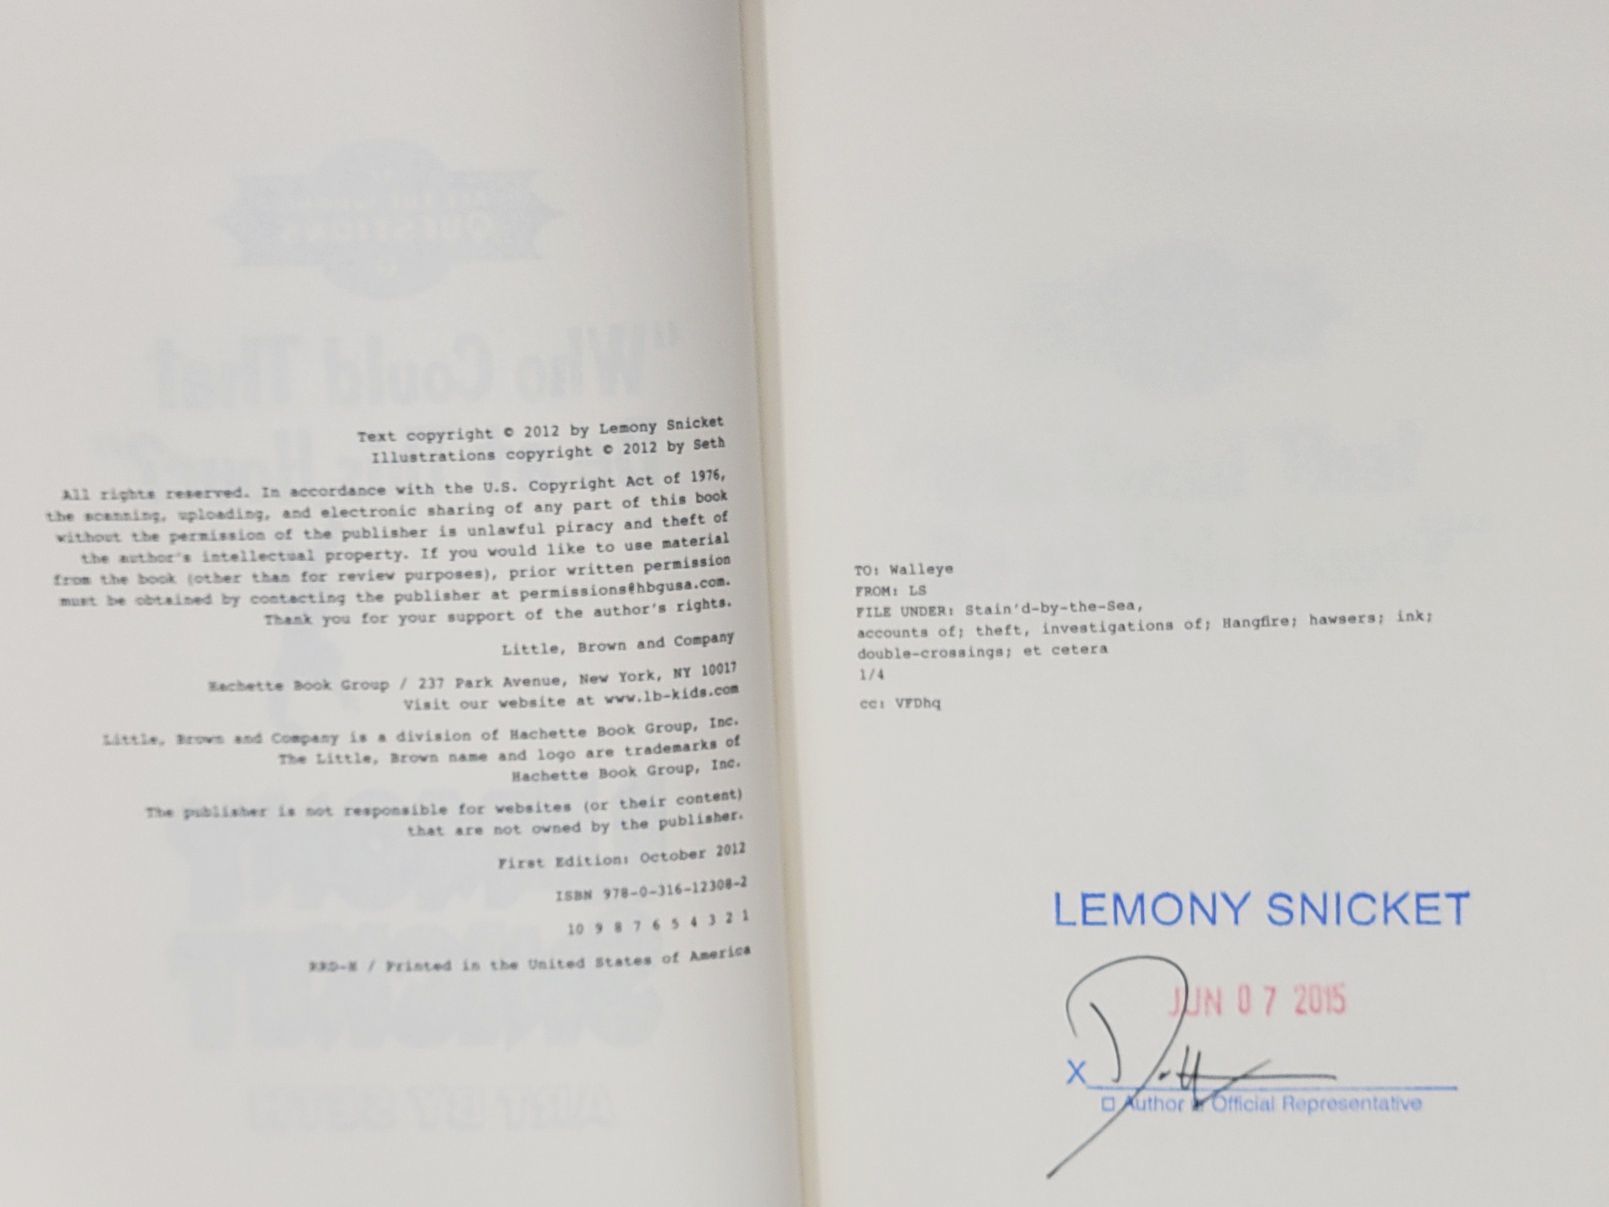 Text copyright © 2012 by Lemony Snicket
Illustrations copyright © 2012 by Seth
All rights reserved. In accordance with the U.S. Copyright Act of 1976,
the scanning, uploading, and electronic sharing of any part of this book
without the permission of the publisher is unlawful piracy and theft of
the author's intellectual property. If you would like to use material
from the book (other than for review purposes), prior written permission
must be obtained by contacting the publisher at permissions@hbgusa.com.
Thank you for your support of the author's rights.
Little, Brown and Company
Hachette Book Group / 237 Park Avenue, New York, NY 10017
Visit our website at www.lb-kids.com
Little, Brown and Company is a division of Hachette Book Group, Inc.
The Little, Brown name and logo are trademarks of
Hachette Book Group, Inc.
The publisher is not responsible for websites (or their content)
that are not owned by the publisher.
First Edition: October 2012
ISBN 978-0-316-12308-2
10 9 8 7 6 5 4 3 2 1
RRD-H / Printed in the United States of America
TO: Walleye
FROM: LS
FILE UNDER: Stain'd-by-the-Sea,
accounts of; theft, investigations of; Hangfire; hawsers; ink;
double-crossings; et cetera
1/4
cc: VFDhq
LEMONY SNICKET
JUN 07 2015
X
□ Author □ Official Representative